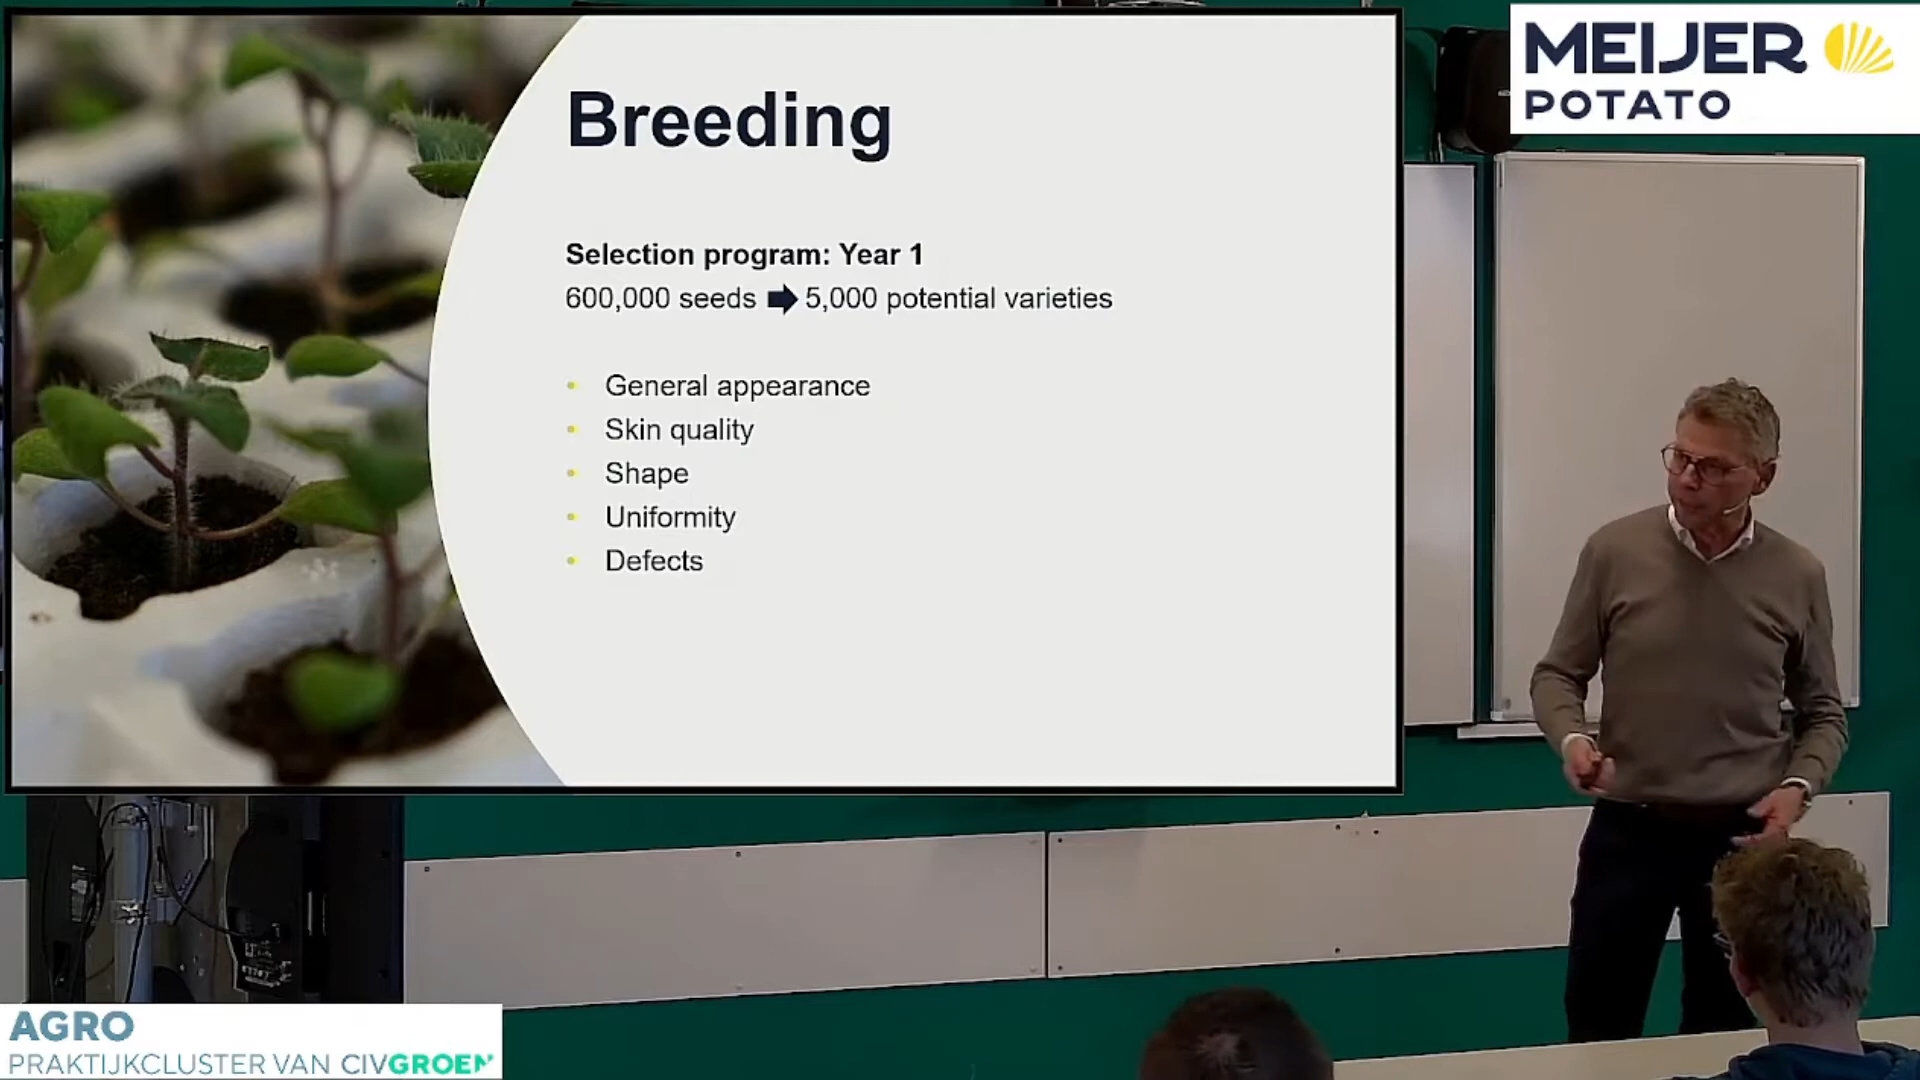 Breeding
Selection program: Year 1
600,000 seeds 5,000 potential varieties
General appearance
Skin quality
Shape
Uniformity
Defects
MEIJER
POTATO
AGRO
PRAKTIJKCLUSTER VAN CIVGROEN